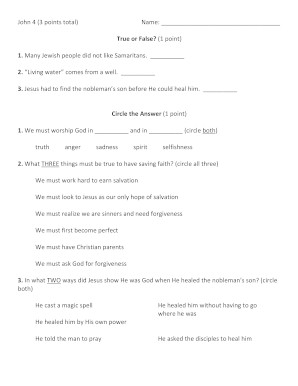 John 4 (3 points total) Name: ___________________________________
True or False? (1 point)
1. Many Jewish people did not like Samaritans. __________
2. "Living water" comes from a well. __________
3. Jesus had to find the nobleman's son before He could heal him. __________
Circle the Answer (1 point)
1. We must worship God in __________ and in __________ (circle both)
truth anger sadness spirit selfishness
2. What THREE things must be true to have saving faith? (circle all three)
We must work hard to earn salvation
We must look to Jesus as our only hope of salvation
We must realize we are sinners and need forgiveness
We must first become perfect
We must have Christian parents
We must ask God for forgiveness
3. In what TWO ways did Jesus show He was God when He healed the nobleman's son? (circle
both)
He cast a magic spell He healed him without having to go
where he was
He healed him by His own power
He told the man to pray He asked the disciples to heal him